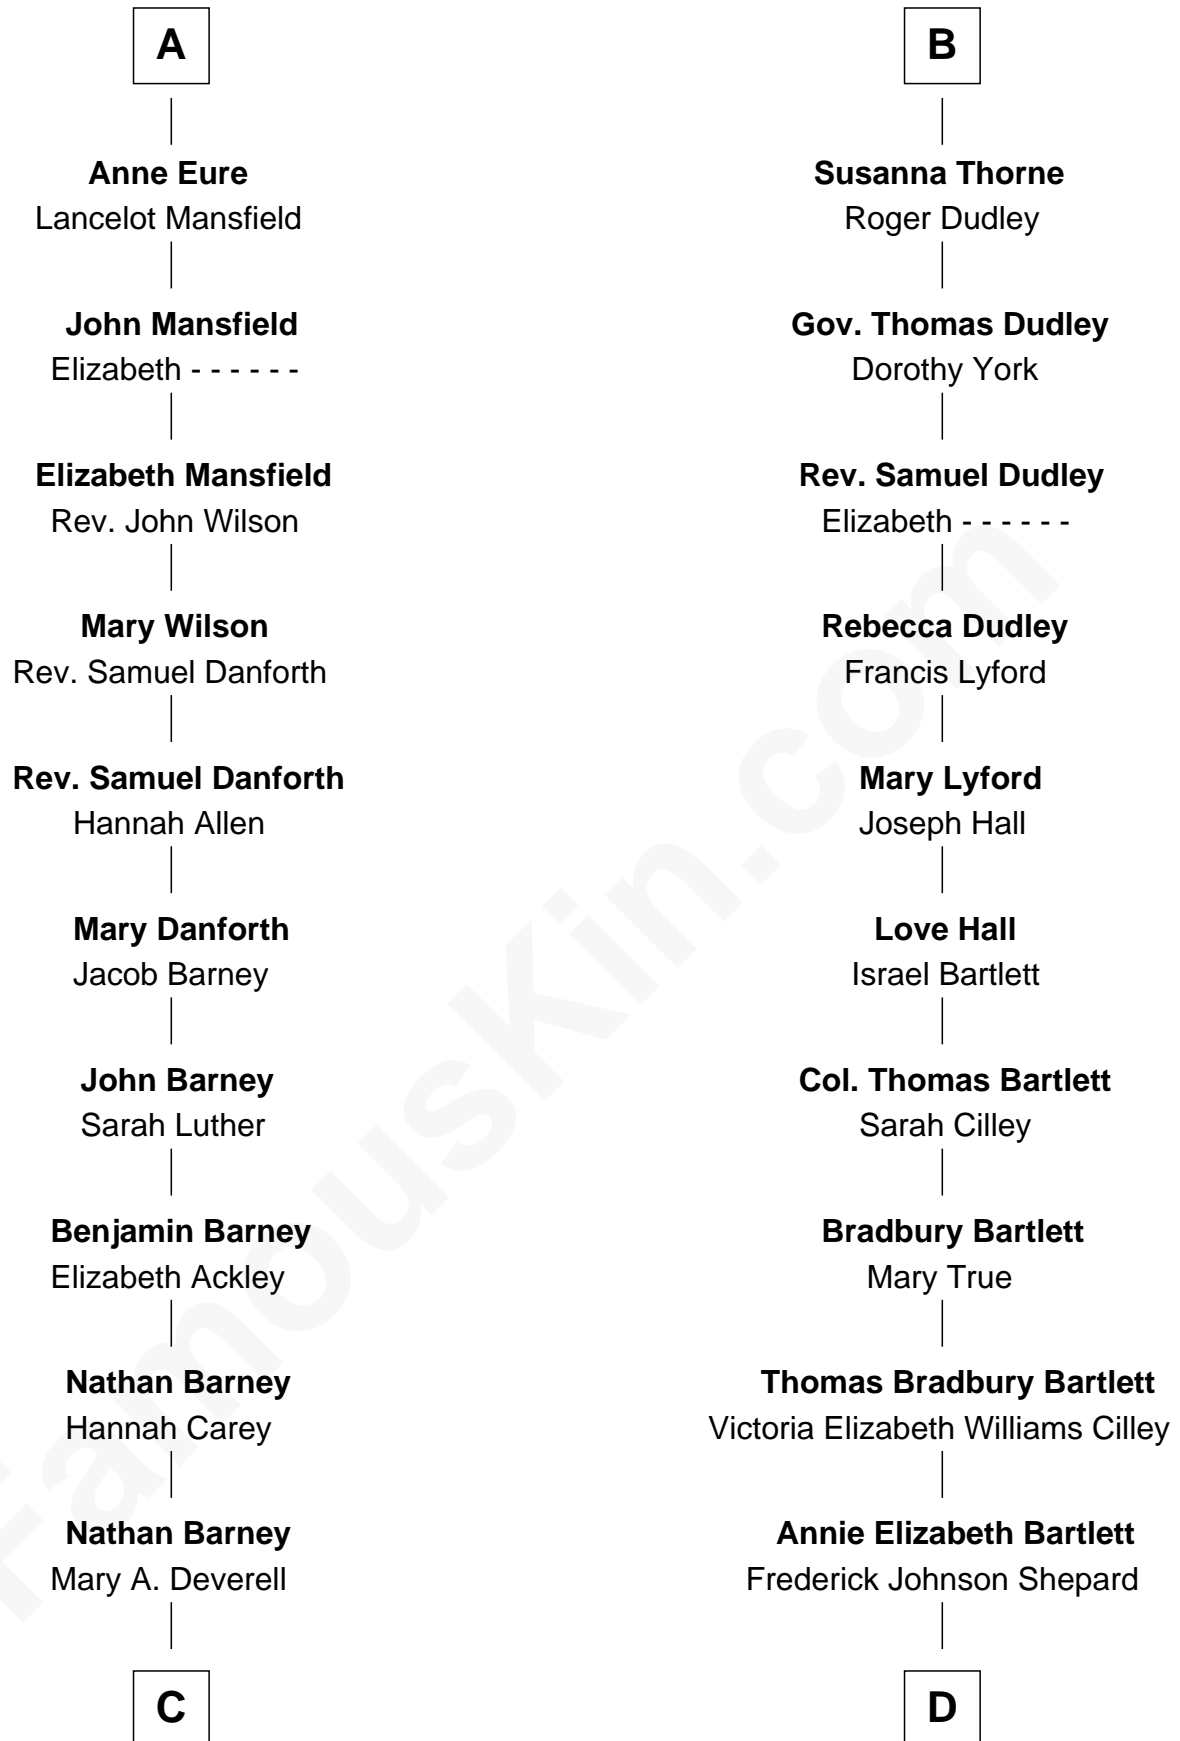 A
Anne Eure
Lancelot Mansfield
John Mansfield
Elizabeth - - - - - -
Elizabeth Mansfield
Rev. John Wilson
Mary Wilson
Rev. Samuel Danforth
Rev. Samuel Danforth
Hannah Allen
Mary Danforth
Jacob Barney
John Barney
Sarah Luther
Benjamin Barney
Elizabeth Ackley
Nathan Barney
Hannah Carey
Nathan Barney
Mary A. Deverell
C
B
Susanna Thorne
Roger Dudley
Gov. Thomas Dudley
Dorothy York
Rev. Samuel Dudley
Elizabeth - - - - - -
Rebecca Dudley
Francis Lyford
Mary Lyford
Joseph Hall
Love Hall
Israel Bartlett
Col. Thomas Bartlett
Sarah Cilley
Bradbury Bartlett
Mary True
Thomas Bradbury Bartlett
Victoria Elizabeth Williams Cilley
Annie Elizabeth Bartlett
Frederick Johnson Shepard
D
FamousKin.com